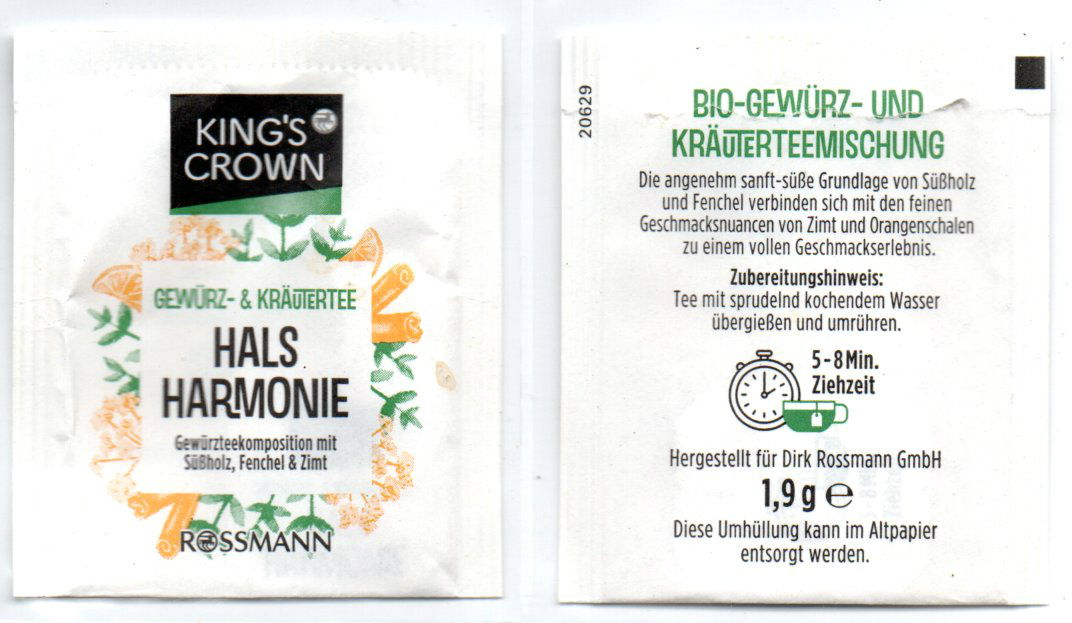 KING'S
CROWN
GEWÜRZ- & KRÄUTERTEE
HALS
HARMONIE
Gewürzteekomposition mit
Süßholz, Fenchel & Zimt
ROSSMANN
20629
BIO-GEWÜRZ- UND
KRÄUTERTEEMISCHUNG
Die angenehm sanft-süße Grundlage von Süßholz
und Fenchel verbinden sich mit den feinen
Geschmacksnuancen von Zimt und Orangenschalen
zu einem vollen Geschmackserlebnis.
Zubereitungshinweis:
Tee mit sprudelnd kochendem Wasser
übergießen und umrühren.
5-8 Min.
Ziehzeit
Hergestellt für Dirk Rossmann GmbH
1,9 g ℮
Diese Umhüllung kann im Altpapier
entsorgt werden.